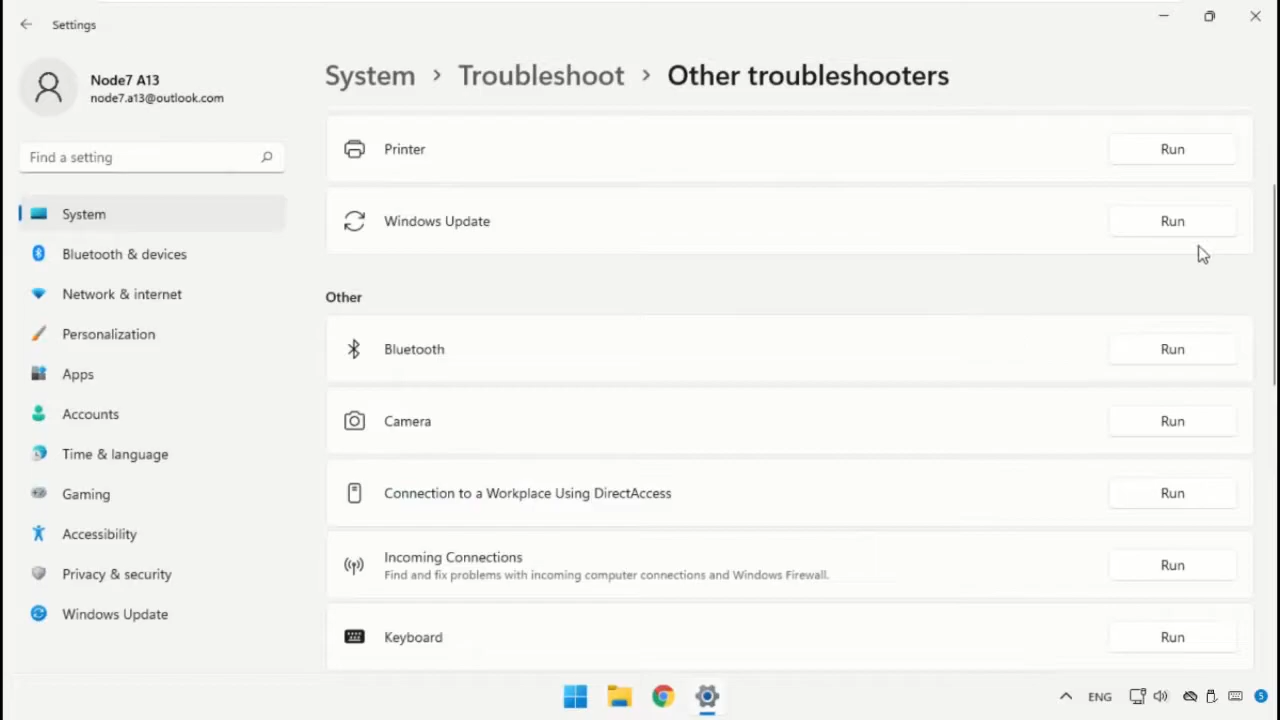 Settings
Node7 A13
node7.a13@outlook.com
Find a setting
System
Bluetooth & devices
Network & internet
Personalization
Apps
Accounts
Time & language
Gaming
Accessibility
Privacy & security
Windows Update
System › Troubleshoot › Other troubleshooters
Printer Run
Windows Update Run
Other
Bluetooth Run
Camera Run
Connection to a Workplace Using DirectAccess Run
Incoming Connections Run
Find and fix problems with incoming computer connections and Windows Firewall.
Keyboard Run
ENG 5